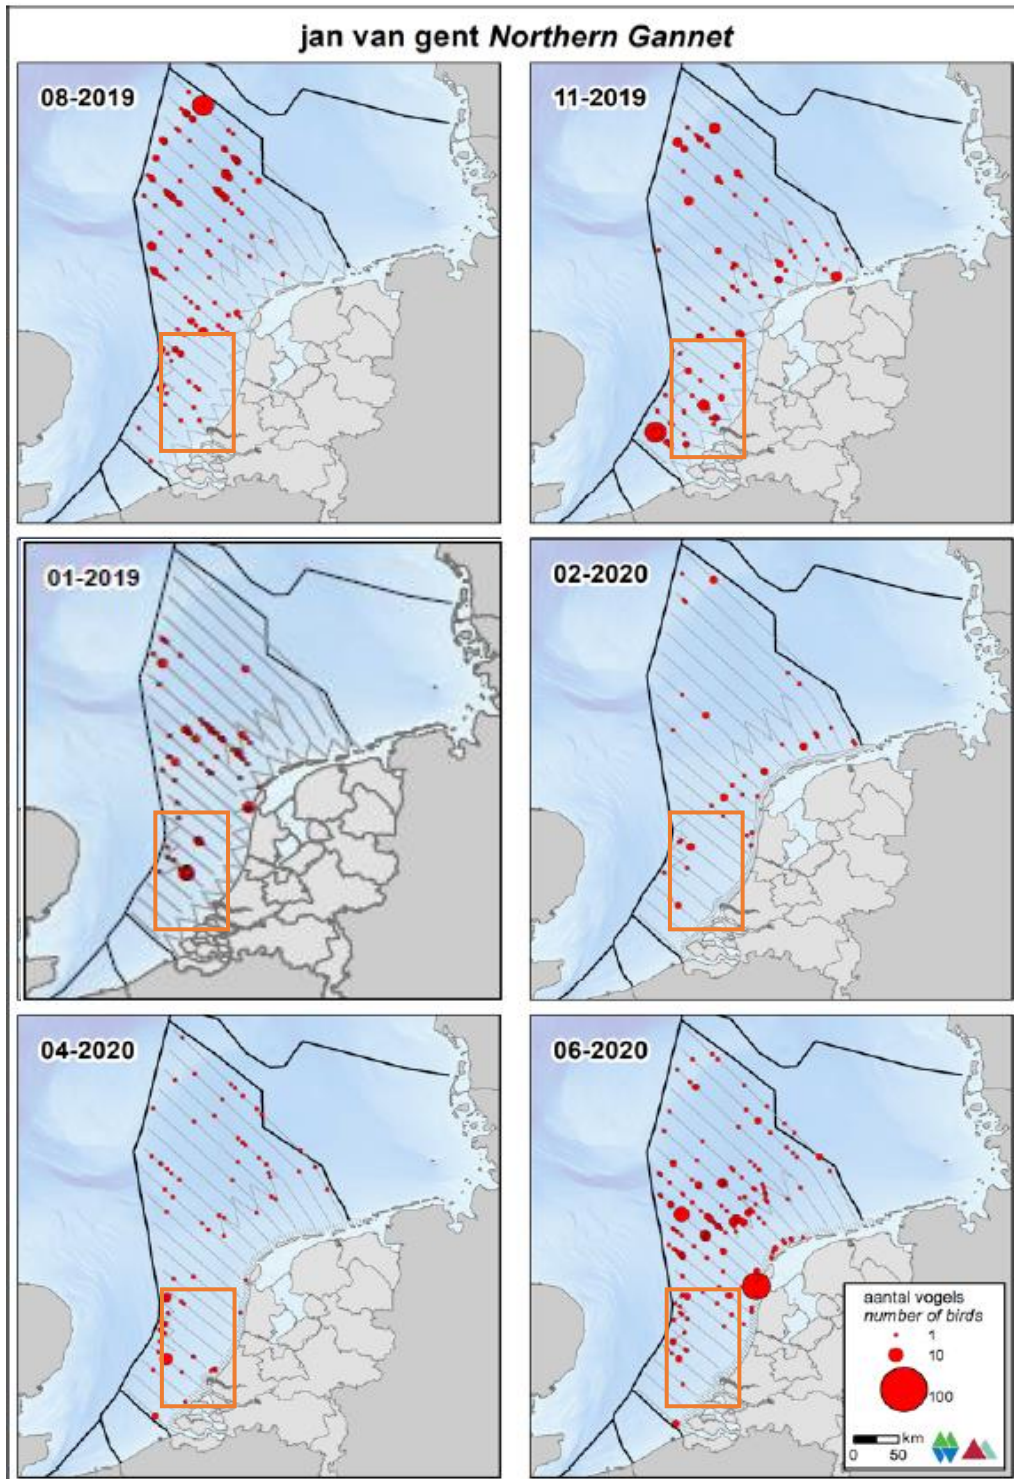 jan van gent Northern Gannet
08-2019
11-2019
01-2019
02-2020
04-2020
06-2020
aantal vogels
number of birds
1
10
100
km
0 50